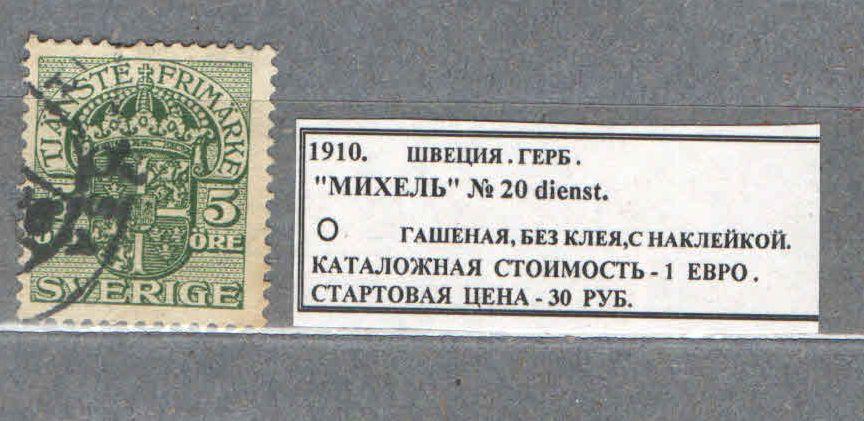 TJÄNSTE FRIMÄRKE
5
ÖRE
SVERIGE
1910. ШВЕЦИЯ. ГЕРБ.
"МИХЕЛЬ" № 20 dienst.
О ГАШЕНАЯ, БЕЗ КЛЕЯ, С НАКЛЕЙКОЙ.
КАТАЛОЖНАЯ СТОИМОСТЬ - 1 ЕВРО.
СТАРТОВАЯ ЦЕНА - 30 РУБ.